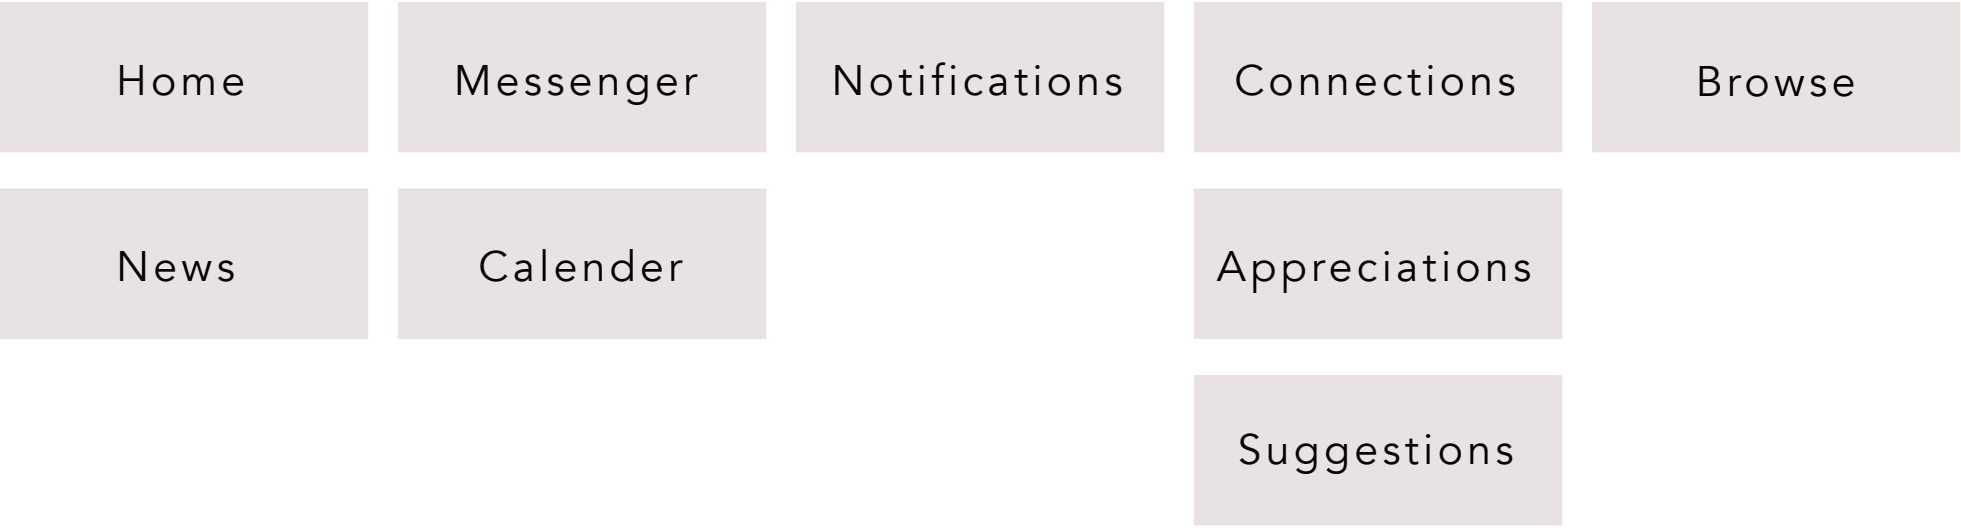 Home
Messenger
Notifications
Connections
Browse
News
Calender
Appreciations
Suggestions